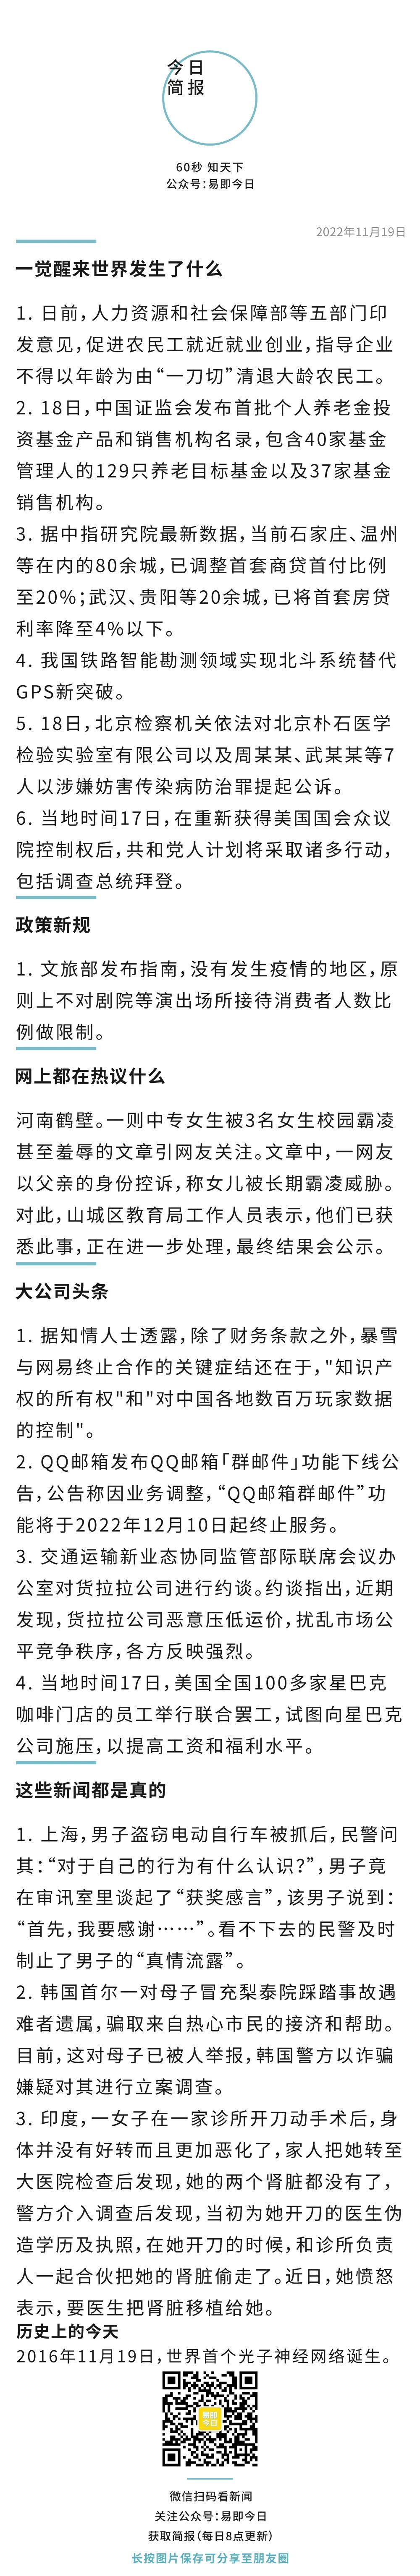 今日
简报
60秒 知天下
公众号:易即今日
2022年11月19日
一觉醒来世界发生了什么
1. 日前,人力资源和社会保障部等五部门印
发意见,促进农民工就近就业创业,指导企业
不得以年龄为由“一刀切”清退大龄农民工。
2. 18日,中国证监会发布首批个人养老金投
资基金产品和销售机构名录,包含40家基金
管理人的129只养老目标基金以及37家基金
销售机构。
3. 据中指研究院最新数据,当前石家庄、温州
等在内的80余城,已调整首套商贷首付比例
至20%;武汉、贵阳等20余城,已将首套房贷
利率降至4%以下。
4. 我国铁路智能勘测领域实现北斗系统替代
GPS新突破。
5. 18日,北京检察机关依法对北京朴石医学
检验实验室有限公司以及周某某、武某某等7
人以涉嫌妨害传染病防治罪提起公诉。
6. 当地时间17日,在重新获得美国国会众议
院控制权后,共和党人计划将采取诸多行动,
包括调查总统拜登。
政策新规
1. 文旅部发布指南,没有发生疫情的地区,原
则上不对剧院等演出场所接待消费者人数比
例做限制。
网上都在热议什么
河南鹤壁。一则中专女生被3名女生校园霸凌
甚至羞辱的文章引网友关注。文章中,一网友
以父亲的身份控诉,称女儿被长期霸凌威胁。
对此,山城区教育局工作人员表示,他们已获
悉此事,正在进一步处理,最终结果会公示。
大公司头条
1. 据知情人士透露,除了财务条款之外,暴雪
与网易终止合作的关键症结还在于,"知识产
权的所有权"和"对中国各地数百万玩家数据
的控制"。
2. QQ邮箱发布QQ邮箱「群邮件」功能下线公
告,公告称因业务调整,“QQ邮箱群邮件”功
能将于2022年12月10日起终止服务。
3. 交通运输新业态协同监管部际联席会议办
公室对货拉拉公司进行约谈。约谈指出,近期
发现,货拉拉公司恶意压低运价,扰乱市场公
平竞争秩序,各方反映强烈。
4. 当地时间17日,美国全国100多家星巴克
咖啡门店的员工举行联合罢工,试图向星巴克
公司施压,以提高工资和福利水平。
这些新闻都是真的
1. 上海,男子盗窃电动自行车被抓后,民警问
其:“对于自己的行为有什么认识?”,男子竟
在审讯室里谈起了“获奖感言”,该男子说到:
“首先,我要感谢……”。看不下去的民警及时
制止了男子的“真情流露”。
2. 韩国首尔一对母子冒充梨泰院踩踏事故遇
难者遗属,骗取来自热心市民的接济和帮助。
目前,这对母子已被人举报,韩国警方以诈骗
嫌疑对其进行立案调查。
3. 印度,一女子在一家诊所开刀动手术后,身
体并没有好转而且更加恶化了,家人把她转至
大医院检查后发现,她的两个肾脏都没有了,
警方介入调查后发现,当初为她开刀的医生伪
造学历及执照,在她开刀的时候,和诊所负责
人一起合伙把她的肾脏偷走了。近日,她愤怒
表示,要医生把肾脏移植给她。
历史上的今天
2016年11月19日,世界首个光子神经网络诞生。
易即
今日
微信扫码看新闻
关注公众号:易即今日
获取简报(每日8点更新)
长按图片保存可分享至朋友圈